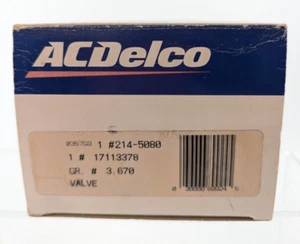 ACDelco
1 #214-5080
1 # 17113378
GR. # 3.670
VALVE